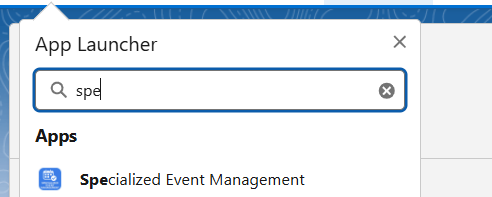 App Launcher
spe
Apps
Specialized Event Management